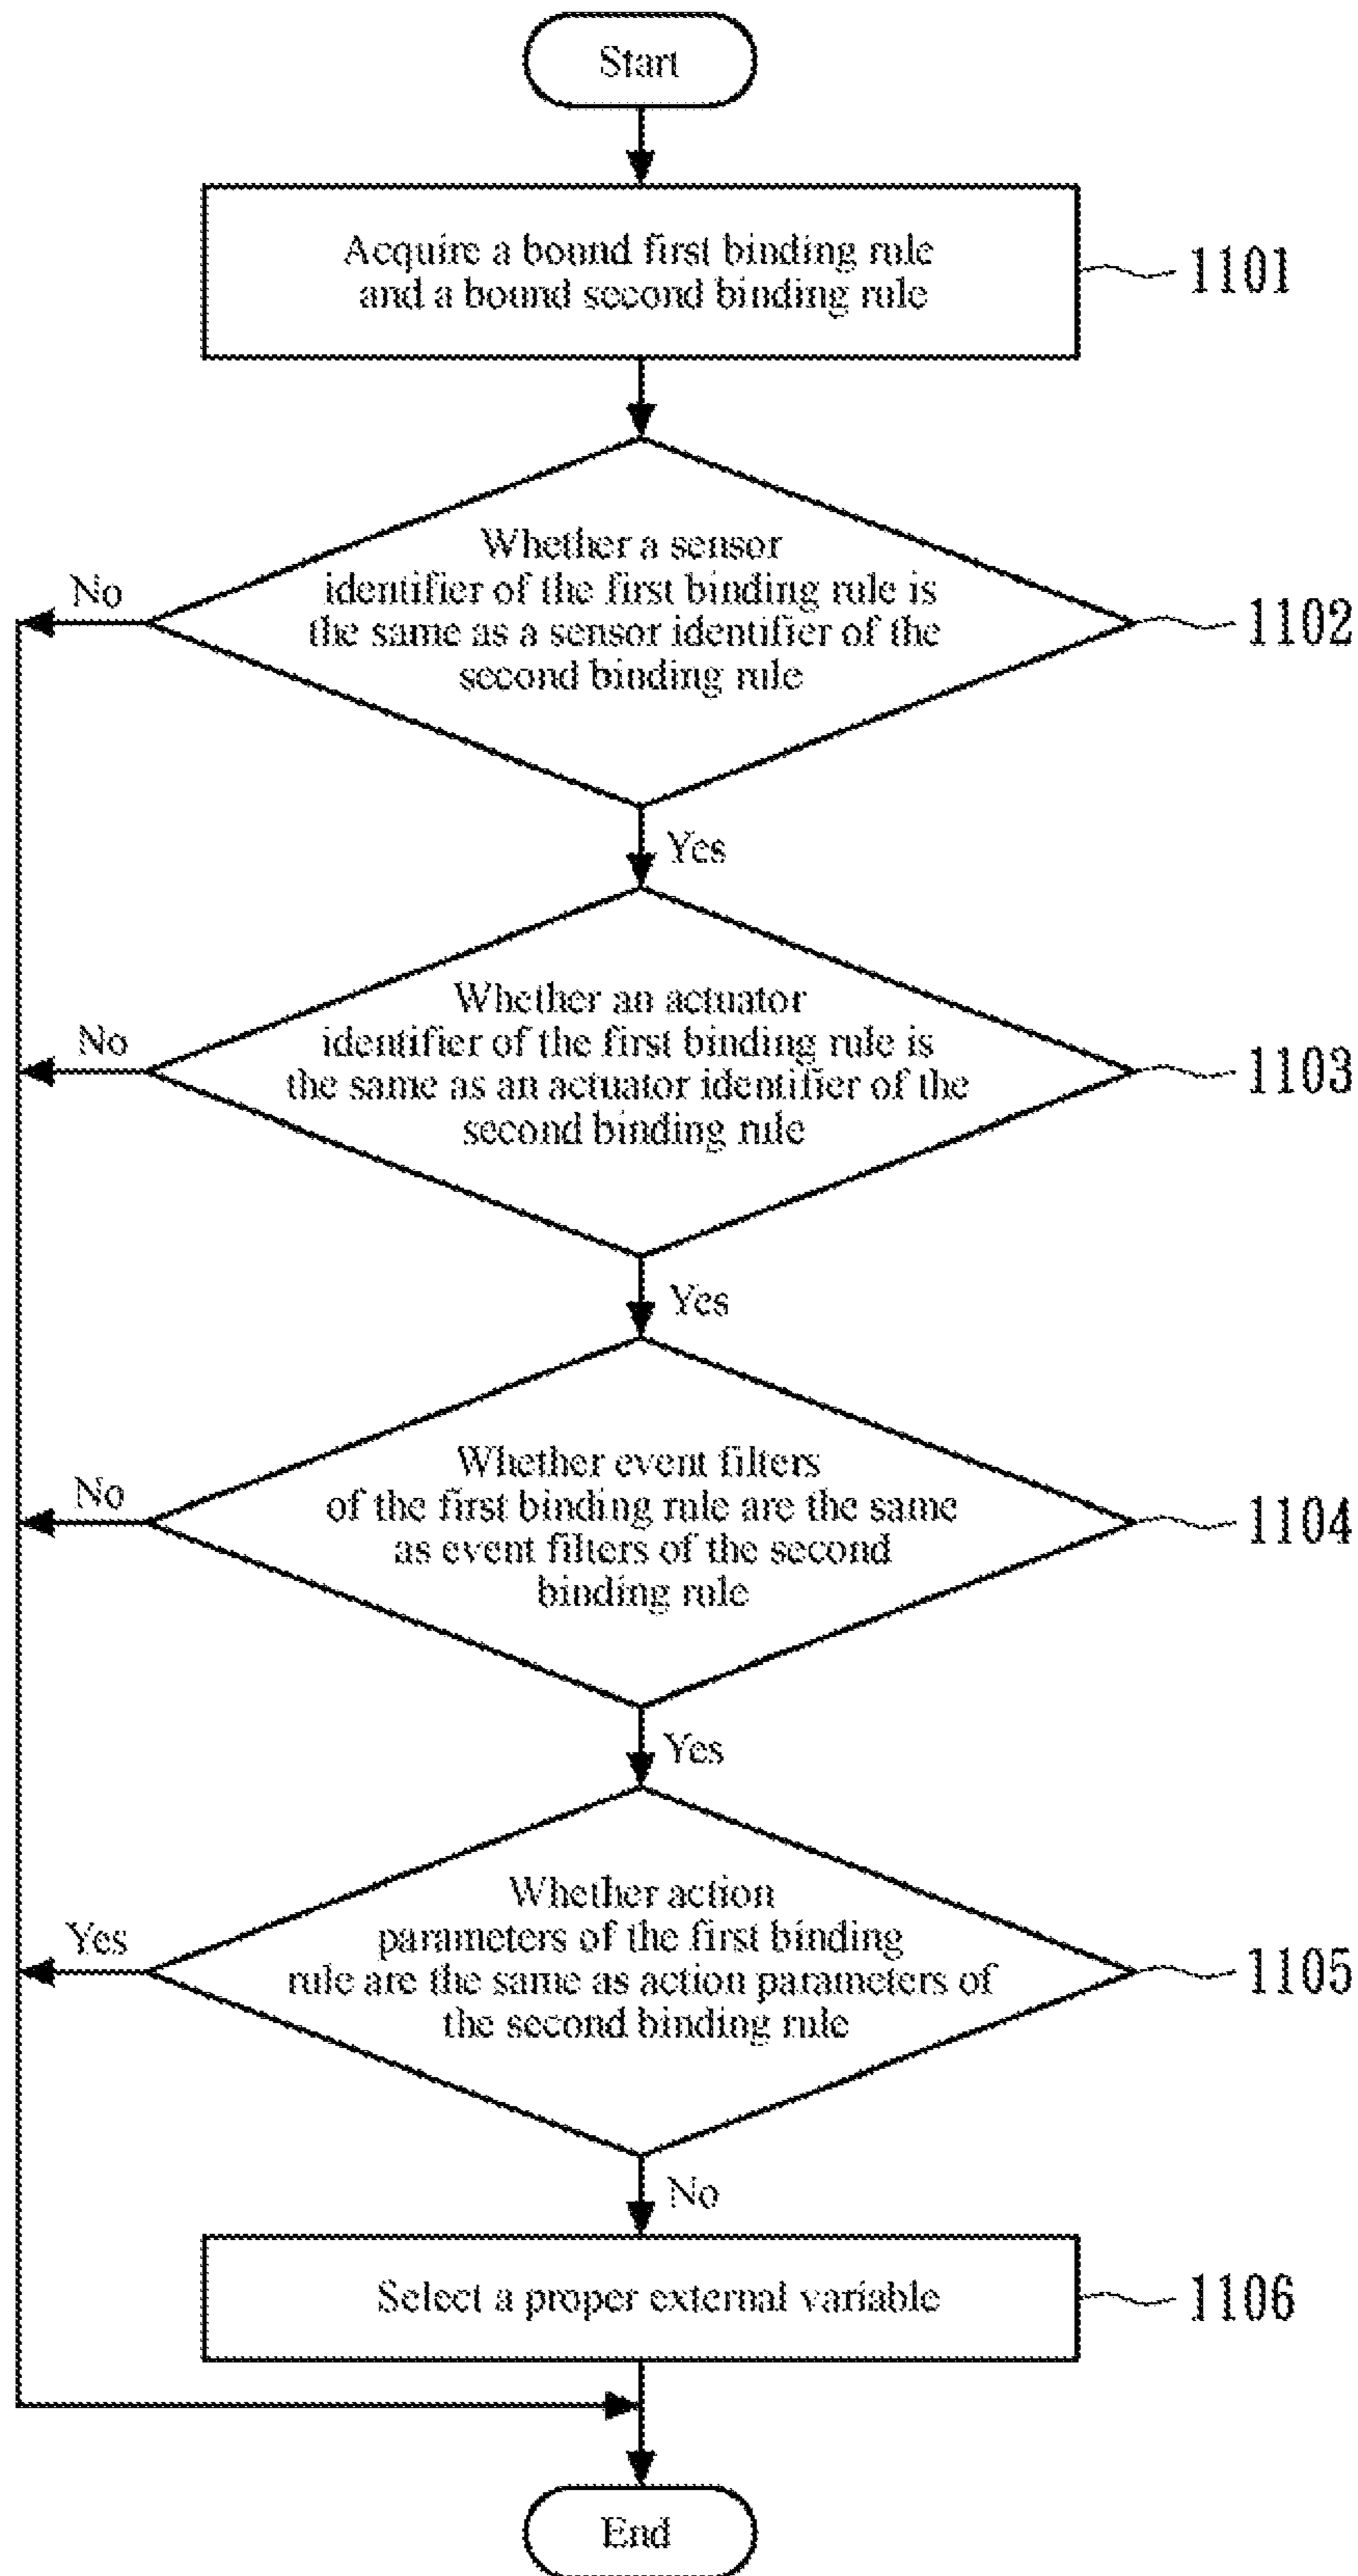 Start
Acquire a bound first binding rule
and a bound second binding rule
1101
Whether a sensor
identifier of the first binding rule is
the same as a sensor identifier of the
second binding rule
No
1102
Yes
Whether an actuator
identifier of the first binding rule is
the same as an actuator identifier of the
second binding rule
No
1103
Yes
Whether event filters
of the first binding rule are the same
as event filters of the second
binding rule
No
1104
Yes
Whether action
parameters of the first binding
rule are the same as action parameters of
the second binding rule
Yes
1105
No
Select a proper external variable
1106
End